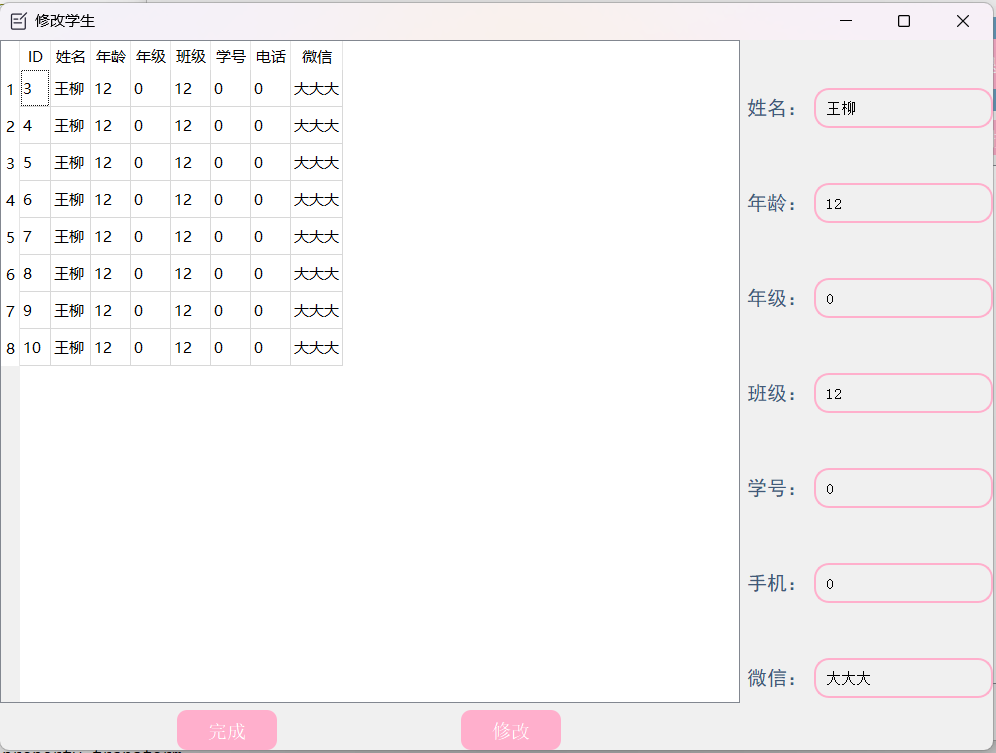 修改学生
ID 姓名 年龄 年级 班级 学号 电话 微信
1 3 王柳 12 0 12 0 0 大大大
2 4 王柳 12 0 12 0 0 大大大
3 5 王柳 12 0 12 0 0 大大大
4 6 王柳 12 0 12 0 0 大大大
5 7 王柳 12 0 12 0 0 大大大
6 8 王柳 12 0 12 0 0 大大大
7 9 王柳 12 0 12 0 0 大大大
8 10 王柳 12 0 12 0 0 大大大
姓名： 王柳
年龄： 12
年级： 0
班级： 12
学号： 0
手机： 0
微信： 大大大
完成 修改